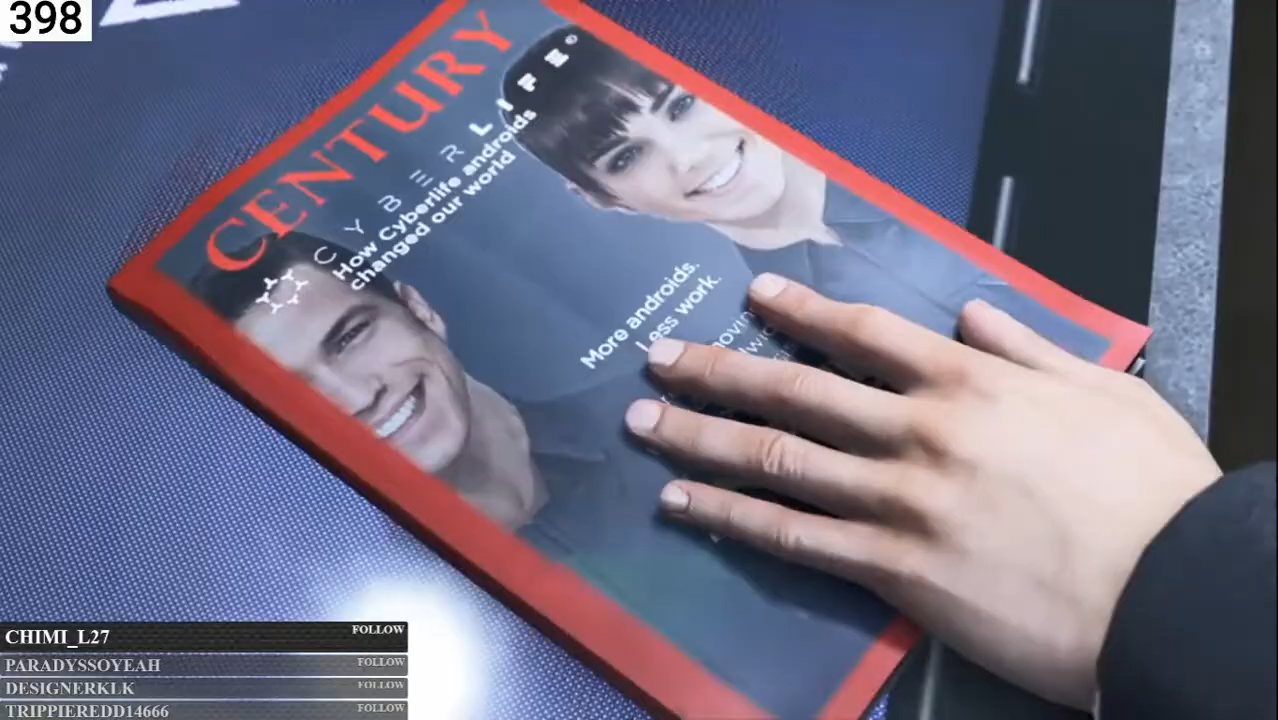 398
CENTURY
CYBERLIFE
How Cyberlife androids
changed our world
More androids.
Less work.
CHIMI_L27 FOLLOW
PARADYSSOYEAH FOLLOW
DESIGNERKLK FOLLOW
TRIPPIEREDD14666 FOLLOW